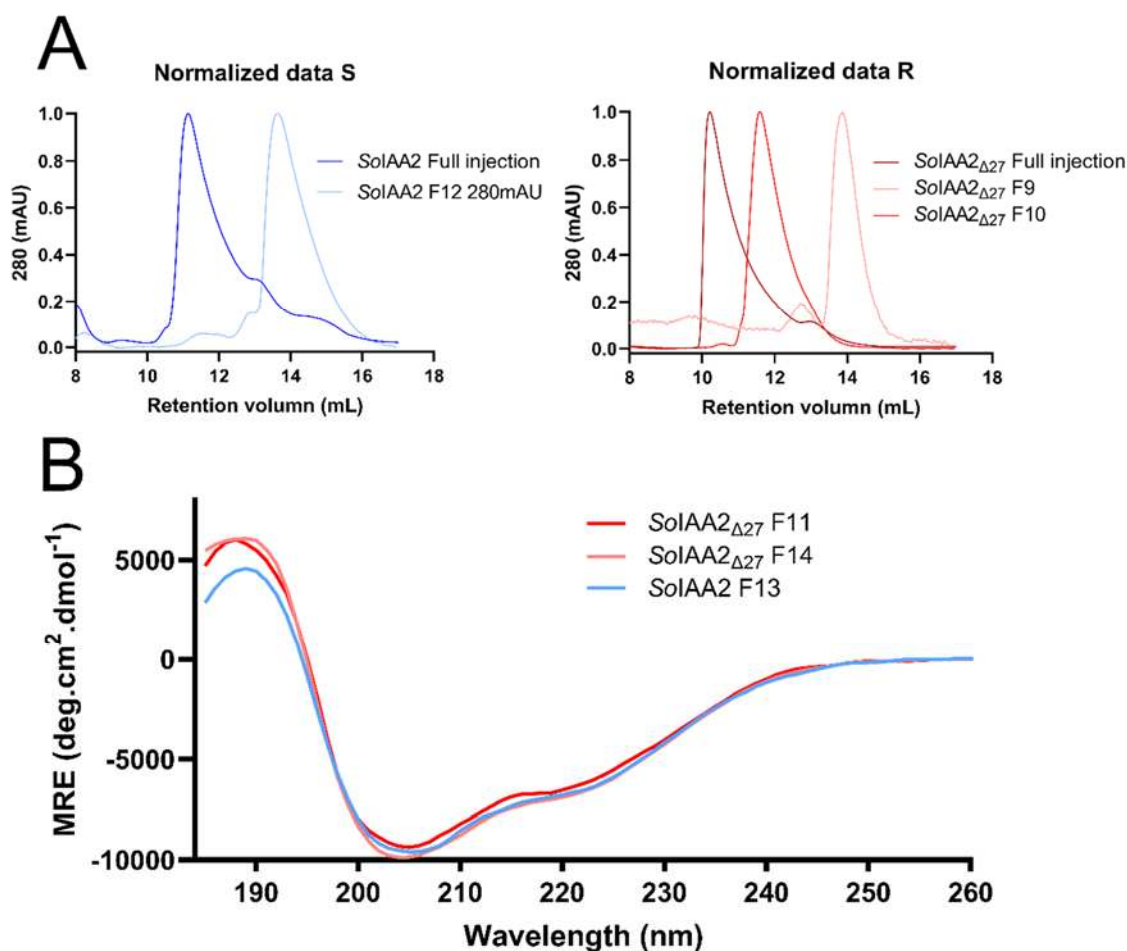 A
Normalized data S
280 (mAU)
1.0
0.8
0.6
0.4
0.2
0.0
8 10 12 14 16 18
Retention volumn (mL)
SoIAA2 Full injection
SoIAA2 F12 280mAU
Normalized data R
280 (mAU)
1.0
0.8
0.6
0.4
0.2
0.0
8 10 12 14 16 18
Retention volumn (mL)
SoIAA2Δ27 Full injection
SoIAA2Δ27 F9
SoIAA2Δ27 F10
B
MRE (deg.cm².dmol⁻¹)
5000
0
-5000
-10000
190 200 210 220 230 240 250 260
Wavelength (nm)
SoIAA2Δ27 F11
SoIAA2Δ27 F14
SoIAA2 F13